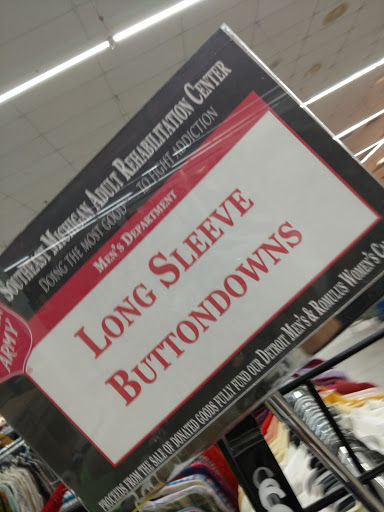 Southeast Michigan Adult Rehabilitation Center
Doing the Most Good to Fight Addiction
Men's Department
Long Sleeve
Buttondowns
Army
Proceeds from the sale of donated goods fully fund our Detroit Men's & Romulus Women's